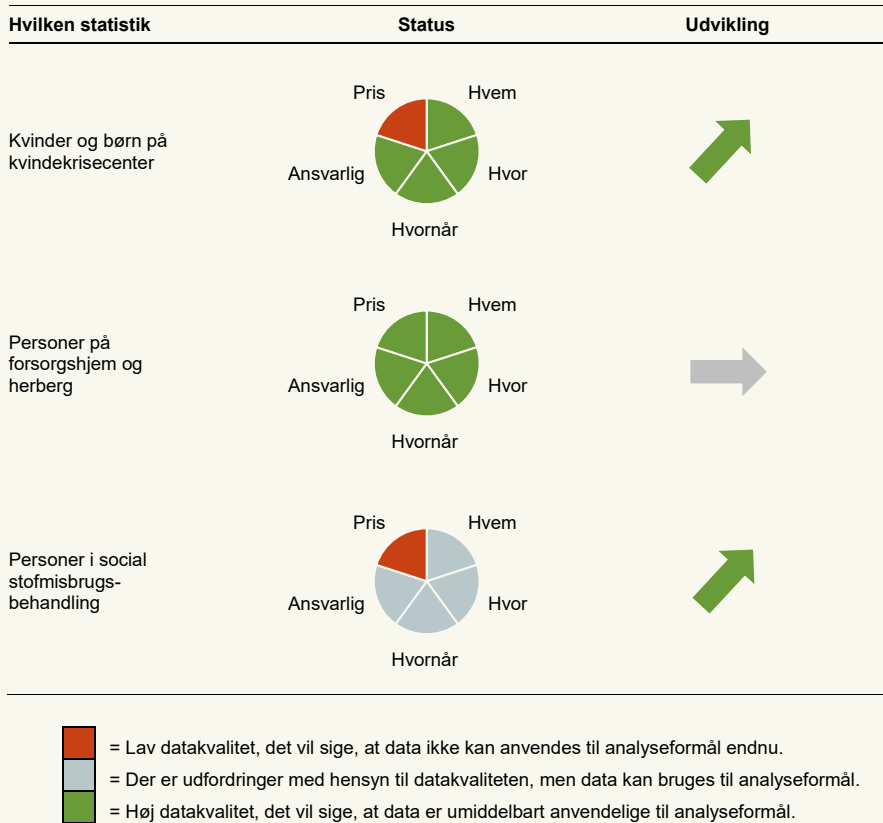 Hvilken statistik Status Udvikling
Pris Hvem
Kvinder og børn på
kvindekrisecenter
Ansvarlig Hvor
Hvornår
Pris Hvem
Personer på
forsorgshjem og
herberg
Ansvarlig Hvor
Hvornår
Pris Hvem
Personer i social
stofmisbrugs-
behandling
Ansvarlig Hvor
Hvornår
= Lav datakvalitet, det vil sige, at data ikke kan anvendes til analyseformål endnu.
= Der er udfordringer med hensyn til datakvaliteten, men data kan bruges til analyseformål.
= Høj datakvalitet, det vil sige, at data er umiddelbart anvendelige til analyseformål.